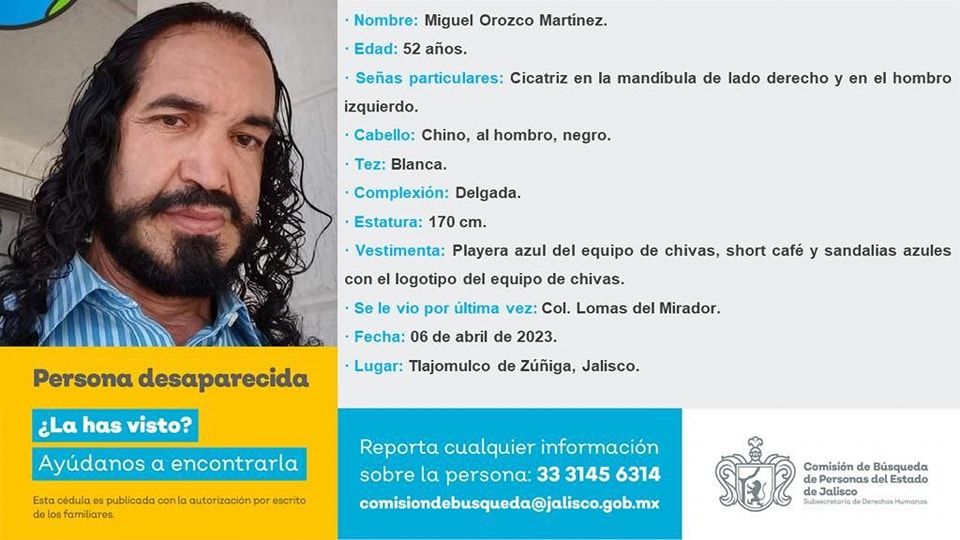 · Nombre: Miguel Orozco Martínez.
· Edad: 52 años.
· Señas particulares: Cicatriz en la mandíbula de lado derecho y en el hombro
izquierdo.
· Cabello: Chino, al hombro, negro.
· Tez: Blanca.
· Complexión: Delgada.
· Estatura: 170 cm.
· Vestimenta: Playera azul del equipo de chivas, short café y sandalias azules
con el logotipo del equipo de chivas.
· Se le vio por última vez: Col. Lomas del Mirador.
· Fecha: 06 de abril de 2023.
· Lugar: Tlajomulco de Zúñiga, Jalisco.
Persona desaparecida
¿La has visto?
Ayúdanos a encontrarla
Esta cédula es publicada con la autorización por escrito
de los familiares.
Reporta cualquier información
sobre la persona: 33 3145 6314
comisiondebusqueda@jalisco.gob.mx
Comisión de Búsqueda
de Personas del Estado
de Jalisco
Subsecretaría de Derechos Humanos